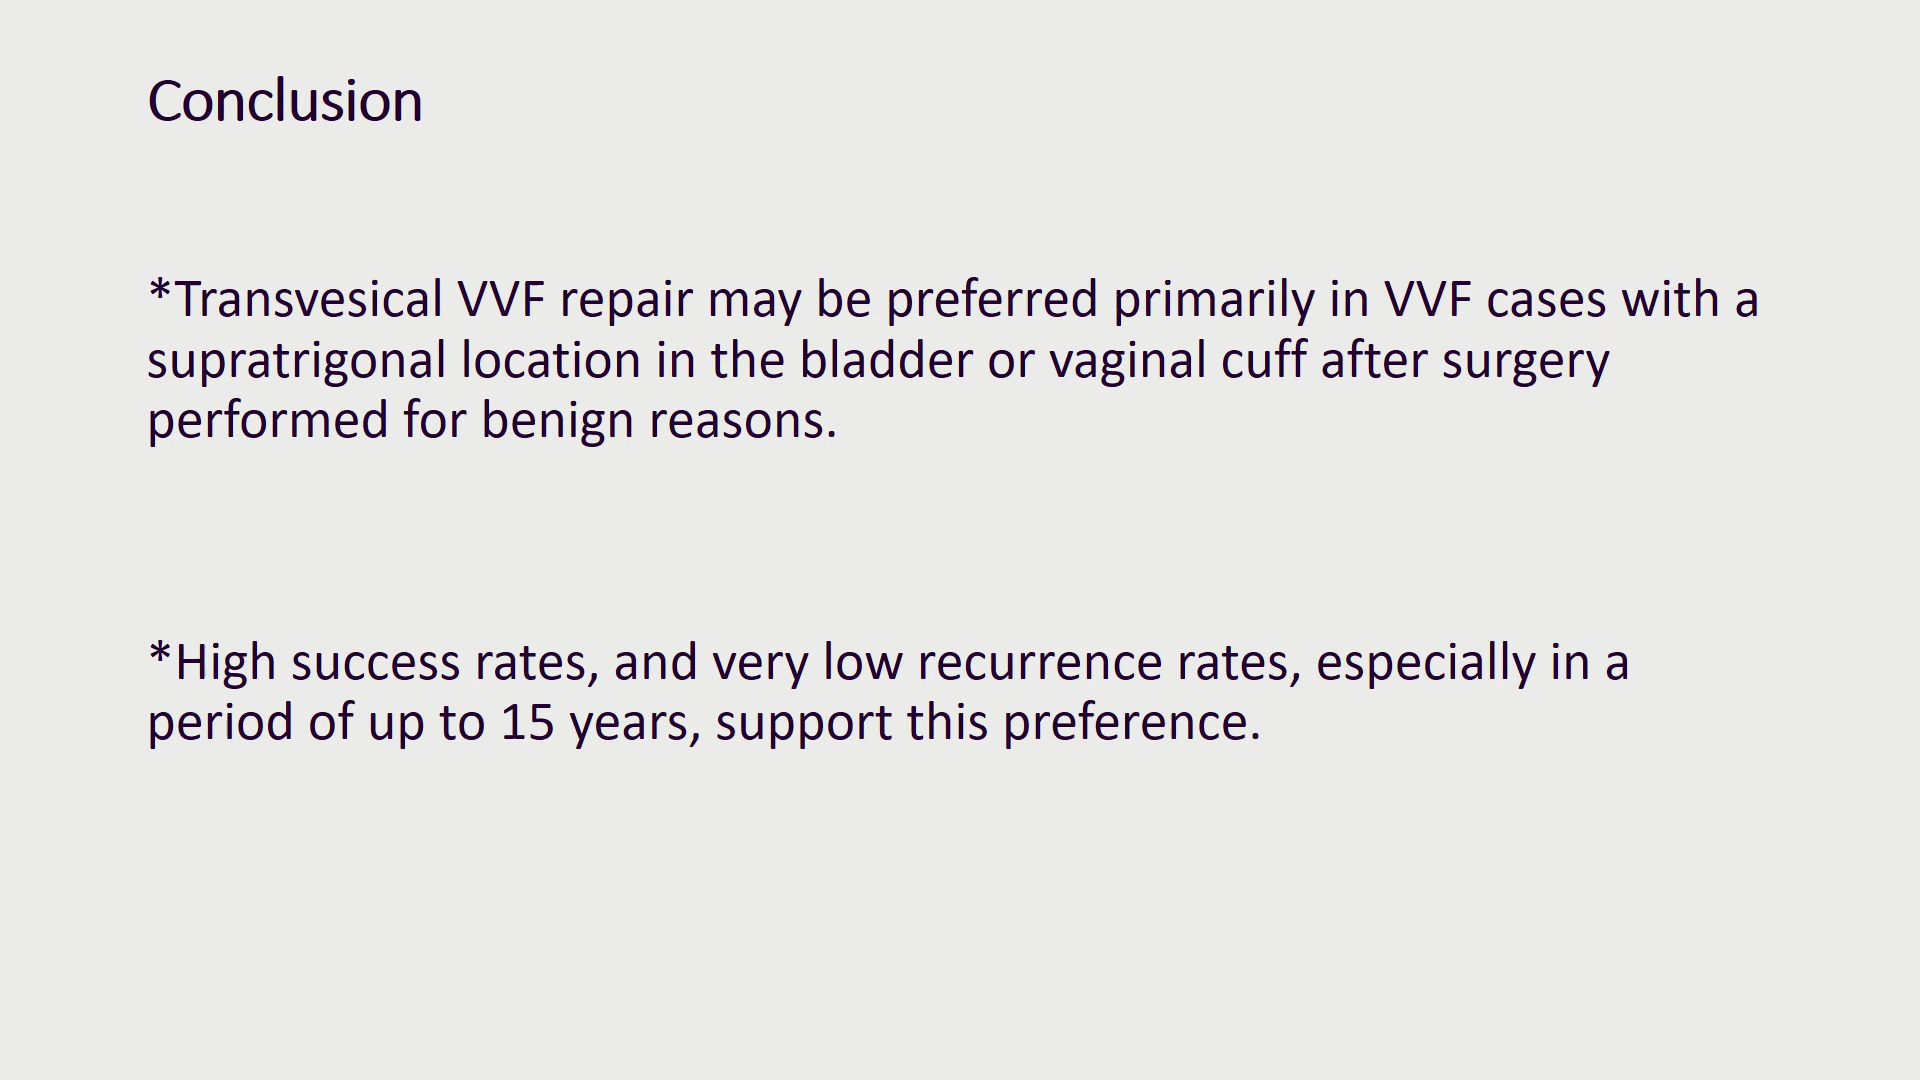 Conclusion
*Transvesical VVF repair may be preferred primarily in VVF cases with a
supratrigonal location in the bladder or vaginal cuff after surgery
performed for benign reasons.
*High success rates, and very low recurrence rates, especially in a
period of up to 15 years, support this preference.